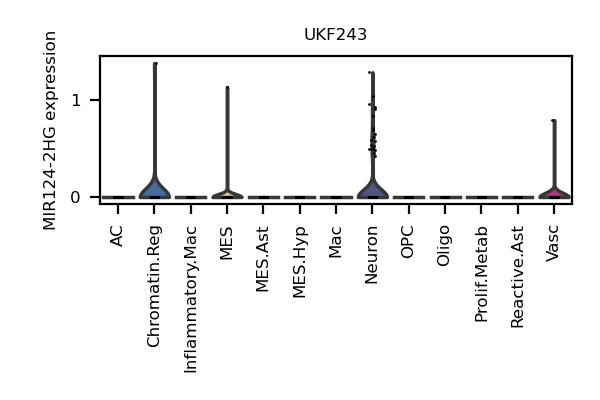 UKF243
MIR124-2HG expression
1
0
AC
Chromatin.Reg
Inflammatory.Mac
MES
MES.Ast
MES.Hyp
Mac
Neuron
OPC
Oligo
Prolif.Metab
Reactive.Ast
Vasc